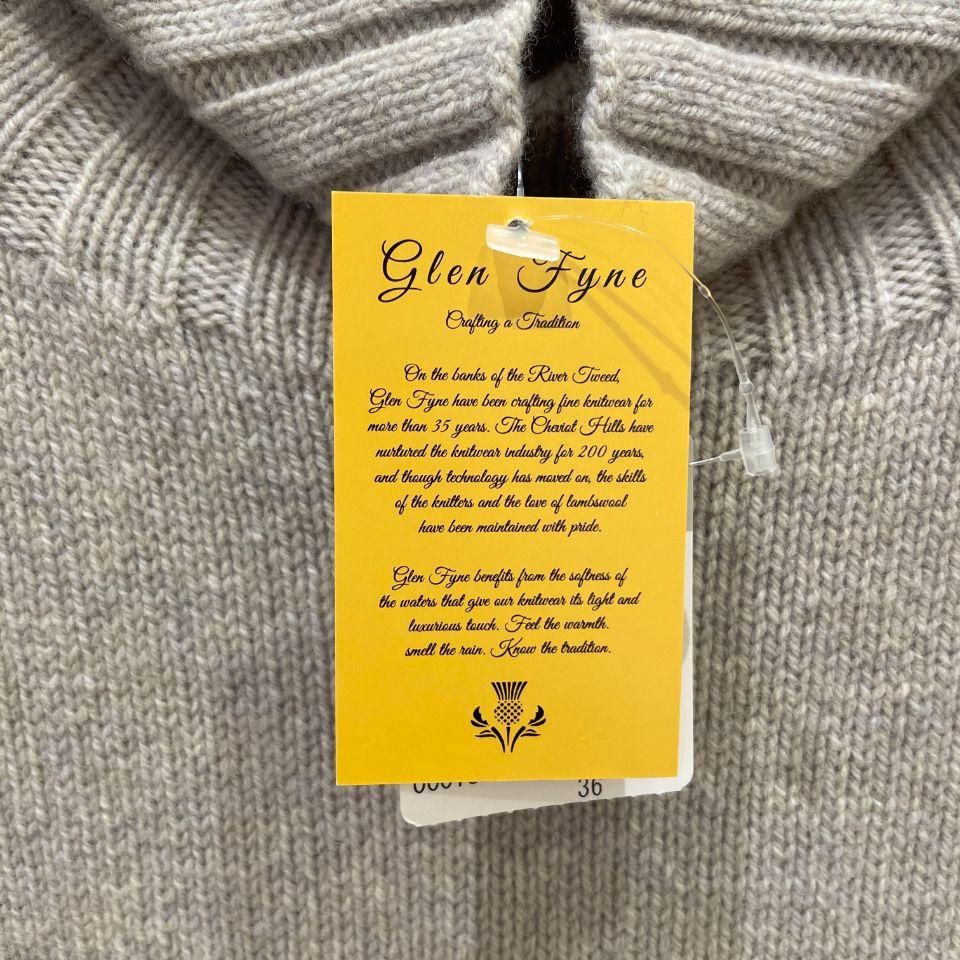 Glen Fyne
Crafting a Tradition
On the banks of the River Tweed,
Glen Fyne have been crafting fine knitwear for
more than 35 years. The Cheviot Hills have
nurtured the knitwear industry for 200 years,
and though technology has moved on, the skills
of the knitters and the love of lambswool
have been maintained with pride.
Glen Fyne benefits from the softness of
the waters that give our knitwear its light and
luxurious touch. Feel the warmth.
smell the rain. Know the tradition.
36